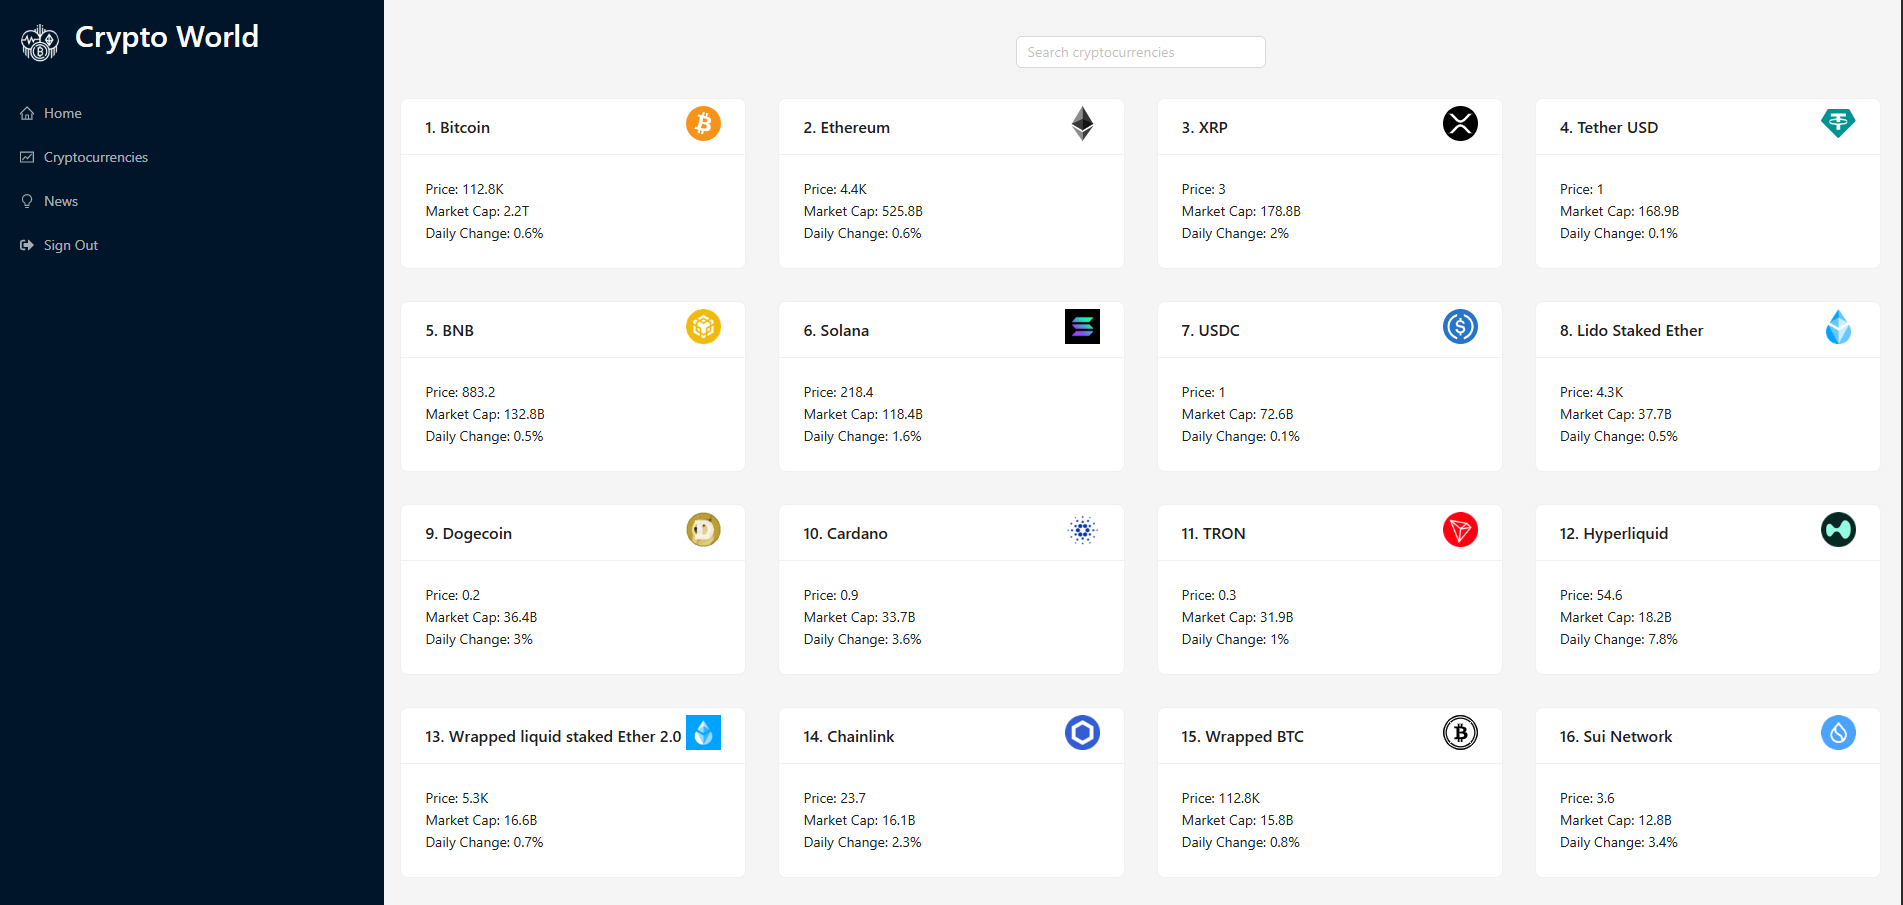 Crypto World
Home
Cryptocurrencies
News
Sign Out
Search cryptocurrencies
1. Bitcoin
Price: 112.8K
Market Cap: 2.2T
Daily Change: 0.6%
2. Ethereum
Price: 4.4K
Market Cap: 525.8B
Daily Change: 0.6%
3. XRP
Price: 3
Market Cap: 178.8B
Daily Change: 2%
4. Tether USD
Price: 1
Market Cap: 168.9B
Daily Change: 0.1%
5. BNB
Price: 883.2
Market Cap: 132.8B
Daily Change: 0.5%
6. Solana
Price: 218.4
Market Cap: 118.4B
Daily Change: 1.6%
7. USDC
Price: 1
Market Cap: 72.6B
Daily Change: 0.1%
8. Lido Staked Ether
Price: 4.3K
Market Cap: 37.7B
Daily Change: 0.5%
9. Dogecoin
Price: 0.2
Market Cap: 36.4B
Daily Change: 3%
10. Cardano
Price: 0.9
Market Cap: 33.7B
Daily Change: 3.6%
11. TRON
Price: 0.3
Market Cap: 31.9B
Daily Change: 1%
12. Hyperliquid
Price: 54.6
Market Cap: 18.2B
Daily Change: 7.8%
13. Wrapped liquid staked Ether 2.0
Price: 5.3K
Market Cap: 16.6B
Daily Change: 0.7%
14. Chainlink
Price: 23.7
Market Cap: 16.1B
Daily Change: 2.3%
15. Wrapped BTC
Price: 112.8K
Market Cap: 15.8B
Daily Change: 0.8%
16. Sui Network
Price: 3.6
Market Cap: 12.8B
Daily Change: 3.4%